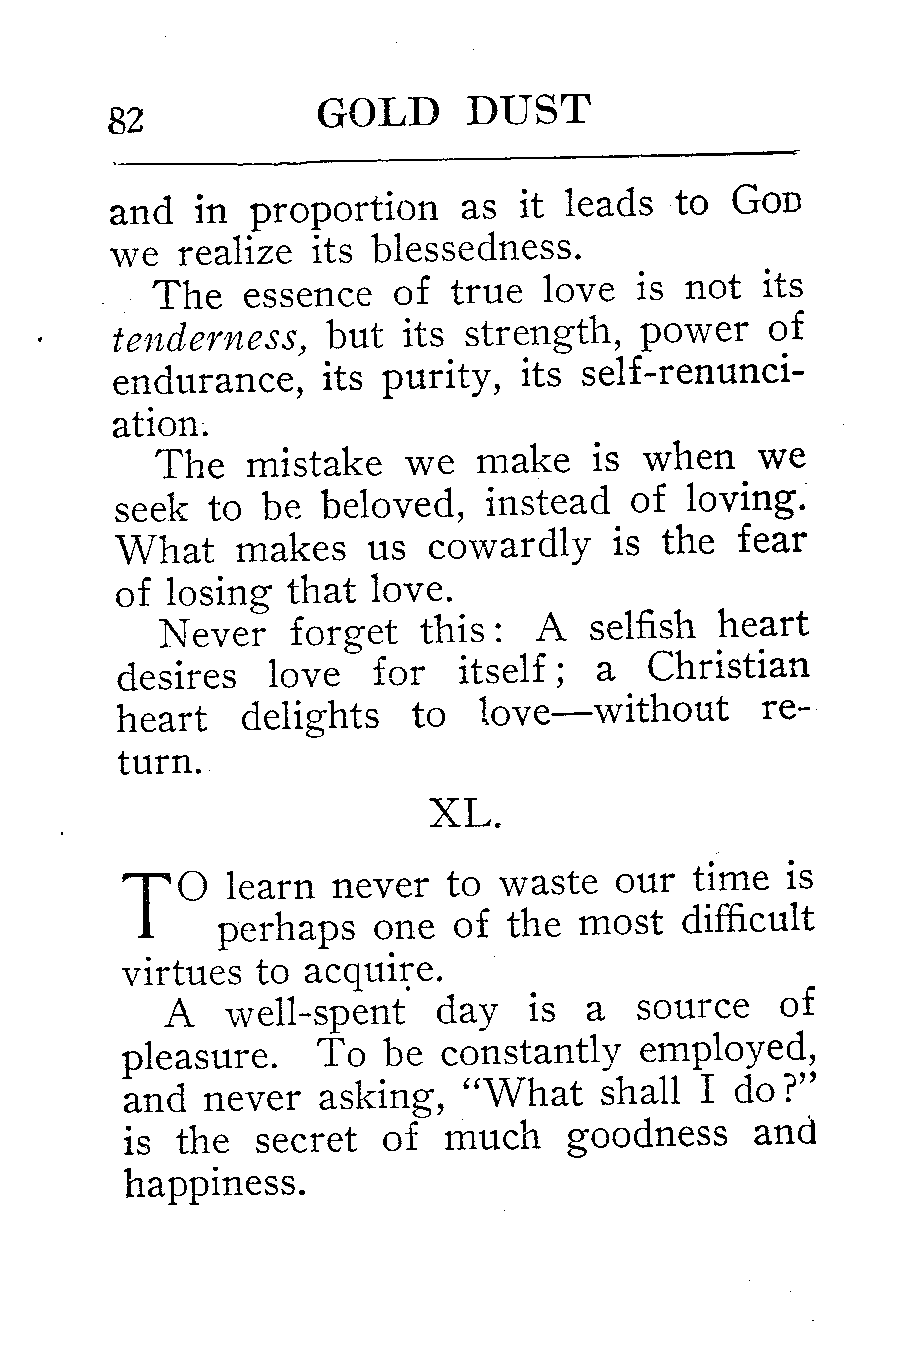 82 GOLD DUST
and in proportion as it leads to GOD
we realize its blessedness.
The essence of true love is not its
tenderness, but its strength, power of
endurance, its purity, its self-renunci-
ation.
The mistake we make is when we
seek to be beloved, instead of loving.
What makes us cowardly is the fear
of losing that love.
Never forget this: A selfish heart
desires love for itself; a Christian
heart delights to love—without re-
turn.
XL.
TO learn never to waste our time is
perhaps one of the most difficult
virtues to acquire.
A well-spent day is a source of
pleasure. To be constantly employed,
and never asking, “What shall I do?”
is the secret of much goodness and
happiness.